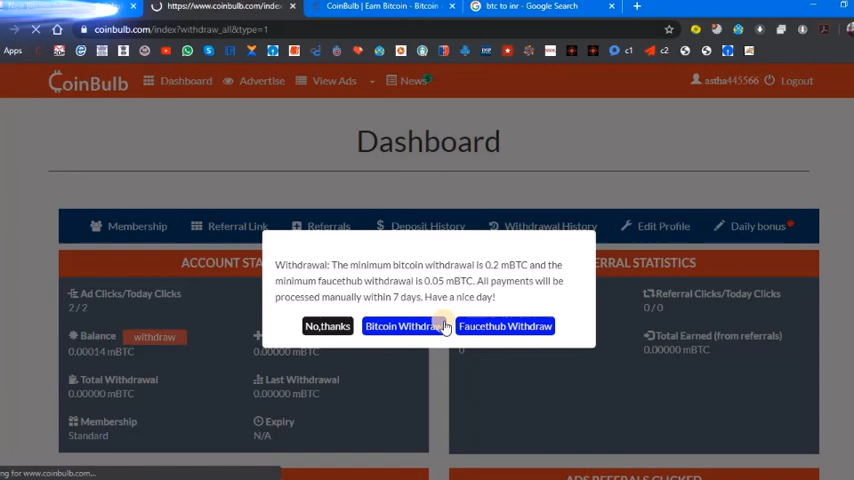 https://www.coinbulb.com/index
CoinBulb | Earn Bitcoin - Bitcoin
btc to inr - Google Search
coinbulb.com/index?withdraw_all&type=1
Apps
c1
c2
CoinBulb
Dashboard
Advertise
View Ads
News
astha445566
Logout
Dashboard
Membership
Referral Link
Referrals
Deposit History
Withdrawal History
Edit Profile
Daily bonus
ACCOUNT STA
ERRAL STATISTICS
Withdrawal: The minimum bitcoin withdrawal is 0.2 mBTC and the
minimum faucethub withdrawal is 0.05 mBTC. All payments will be
processed manually within 7 days. Have a nice day!
No,thanks
Bitcoin Withdraw
Faucethub Withdraw
Ad Clicks/Today Clicks
2 / 2
Balance
withdraw
0.00014 mBTC
0.00000 mBTC
Total Withdrawal
0.00000 mBTC
Last Withdrawal
0.00000 mBTC
Membership
Standard
Expiry
N/A
Referral Clicks/Today Clicks
0 / 0
0
Total Earned (from referrals)
0.00000 mBTC
ng for www.coinbulb.com...
ADS REFERRALS CLICKED